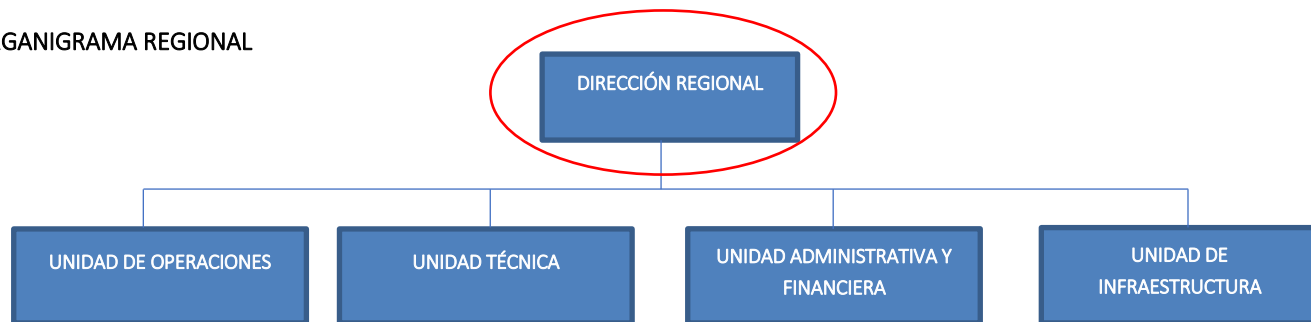 GANIGRAMA REGIONAL
DIRECCIÓN REGIONAL
UNIDAD DE OPERACIONES
UNIDAD TÉCNICA
UNIDAD ADMINISTRATIVA Y
FINANCIERA
UNIDAD DE
INFRAESTRUCTURA